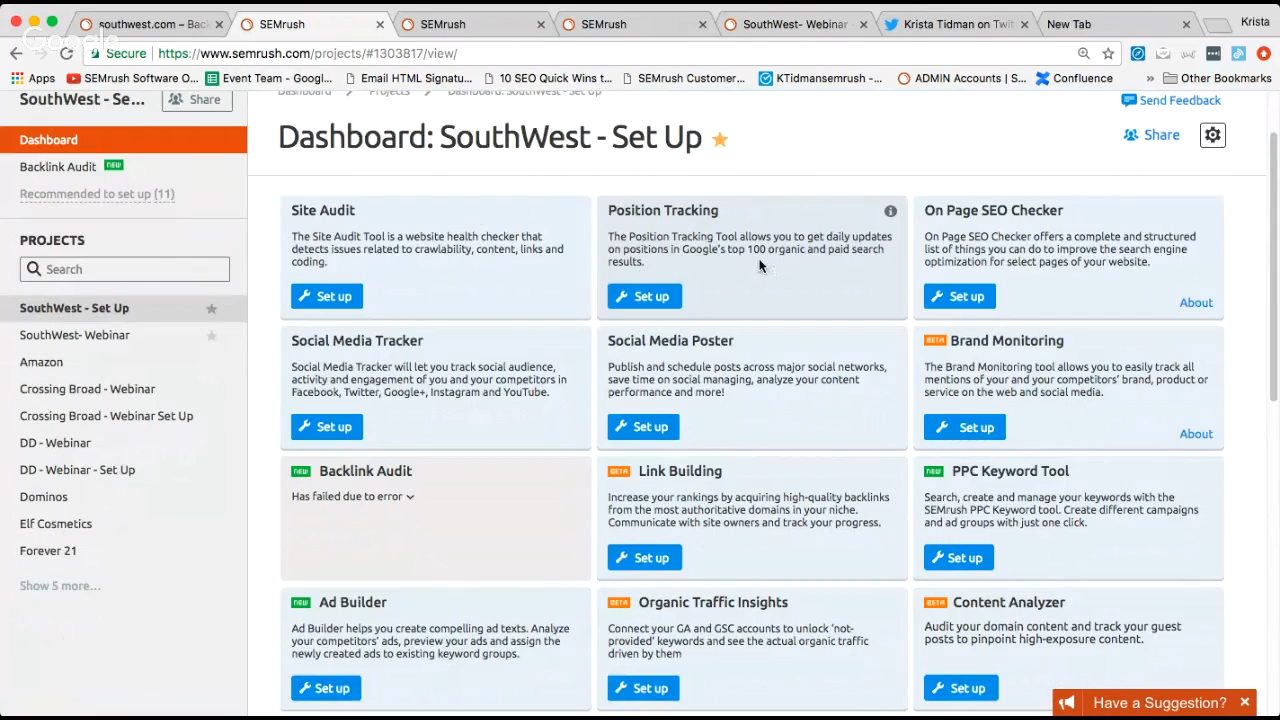 southwest.com – Back
SEMrush
SEMrush
SEMrush
SouthWest- Webinar -
Krista Tidman on Twit
New Tab
Krista
Google
Secure
https://www.semrush.com/projects/#1303817/view/
Apps
SEMrush Software O...
Event Team - Googl...
Email HTML Signatu...
10 SEO Quick Wins t...
SEMrush Customer...
KTidmansemrush -...
ADMIN Accounts | S...
Confluence
»
Other Bookmarks
SouthWest - Se...
Share
Dashboard
Backlink Audit NEW
Recommended to set up (11)
PROJECTS
Search
SouthWest - Set Up
SouthWest- Webinar
Amazon
Crossing Broad - Webinar
Crossing Broad - Webinar Set Up
DD - Webinar
DD - Webinar - Set Up
Dominos
Elf Cosmetics
Forever 21
Show 5 more...
Dashboard > Projects > Dashboard: SouthWest - Set Up
Send Feedback
Dashboard: SouthWest - Set Up
Share
Site Audit
The Site Audit Tool is a website health checker that
detects issues related to crawlability, content, links and
coding.
Set up
Position Tracking
The Position Tracking Tool allows you to get daily updates
on positions in Google's top 100 organic and paid search
results.
Set up
On Page SEO Checker
On Page SEO Checker offers a complete and structured
list of things you can do to improve the search engine
optimization for select pages of your website.
Set up
About
Social Media Tracker
Social Media Tracker will let you track social audience,
activity and engagement of you and your competitors in
Facebook, Twitter, Google+, Instagram and YouTube.
Set up
Social Media Poster
Publish and schedule posts across major social networks,
save time on social managing, analyze your content
performance and more!
Set up
BETA Brand Monitoring
The Brand Monitoring tool allows you to easily track all
mentions of your and your competitors' brand, product or
service on the web and social media.
Set up
About
NEW Backlink Audit
Has failed due to error
BETA Link Building
Increase your rankings by acquiring high-quality backlinks
from the most authoritative domains in your niche.
Communicate with site owners and track your progress.
Set up
NEW PPC Keyword Tool
Search, create and manage your keywords with the
SEMrush PPC Keyword tool. Create different campaigns
and ad groups with just one click.
Set up
NEW Ad Builder
Ad Builder helps you create compelling ad texts. Analyze
your competitors' ads, preview your ads and assign the
newly created ads to existing keyword groups.
Set up
BETA Organic Traffic Insights
Connect your GA and GSC accounts to unlock 'not-
provided' keywords and see the actual organic traffic
driven by them
Set up
BETA Content Analyzer
Audit your domain content and track your guest
posts to pinpoint high-exposure content.
Set up
Have a Suggestion?